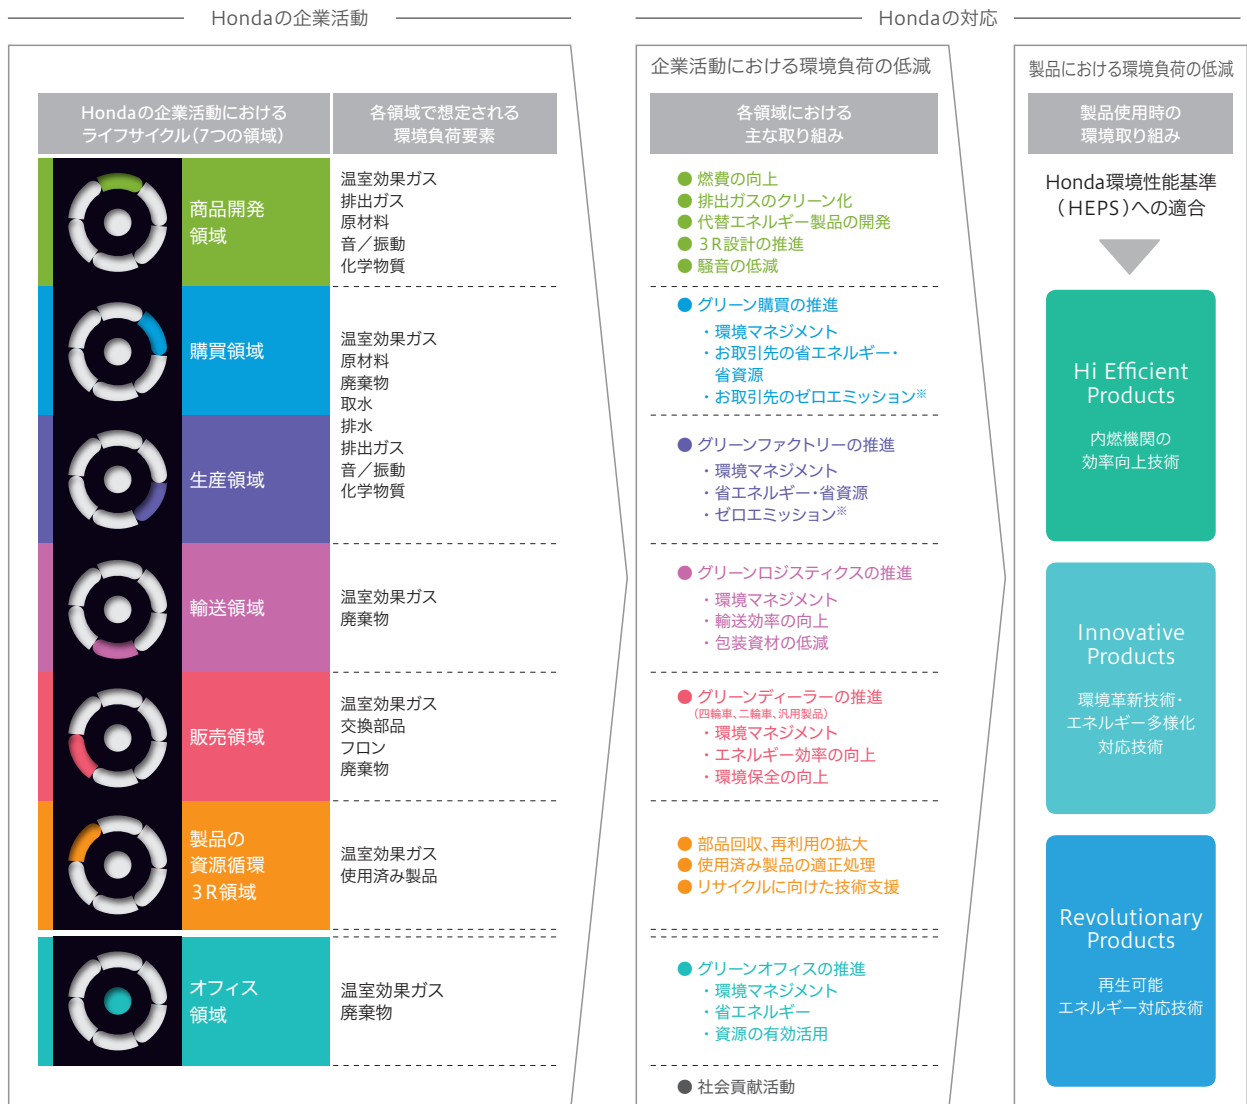 Hondaの企業活動
Hondaの対応
Hondaの企業活動における
ライフサイクル(7つの領域)
各領域で想定される
環境負荷要素
商品開発
領域
温室効果ガス
排出ガス
原材料
音/振動
化学物質
購買領域
生産領域
温室効果ガス
原材料
廃棄物
取水
排水
排出ガス
音/振動
化学物質
輸送領域
温室効果ガス
廃棄物
販売領域
温室効果ガス
交換部品
フロン
廃棄物
製品の
資源循環
3R領域
温室効果ガス
使用済み製品
オフィス
領域
温室効果ガス
廃棄物
企業活動における環境負荷の低減
各領域における
主な取り組み
● 燃費の向上
● 排出ガスのクリーン化
● 代替エネルギー製品の開発
● 3R設計の推進
● 騒音の低減
● グリーン購買の推進
・環境マネジメント
・お取引先の省エネルギー・
省資源
・お取引先のゼロエミッション※
● グリーンファクトリーの推進
・環境マネジメント
・省エネルギー・省資源
・ゼロエミッション※
● グリーンロジスティクスの推進
・環境マネジメント
・輸送効率の向上
・包装資材の低減
● グリーンディーラーの推進
(四輪車、二輪車、汎用製品)
・環境マネジメント
・エネルギー効率の向上
・環境保全の向上
● 部品回収、再利用の拡大
● 使用済み製品の適正処理
● リサイクルに向けた技術支援
● グリーンオフィスの推進
・環境マネジメント
・省エネルギー
・資源の有効活用
● 社会貢献活動
製品における環境負荷の低減
製品使用時の
環境取り組み
Honda環境性能基準
(HEPS)への適合
Hi Efficient
Products
内燃機関の
効率向上技術
Innovative
Products
環境革新技術・
エネルギー多様化
対応技術
Revolutionary
Products
再生可能
エネルギー対応技術